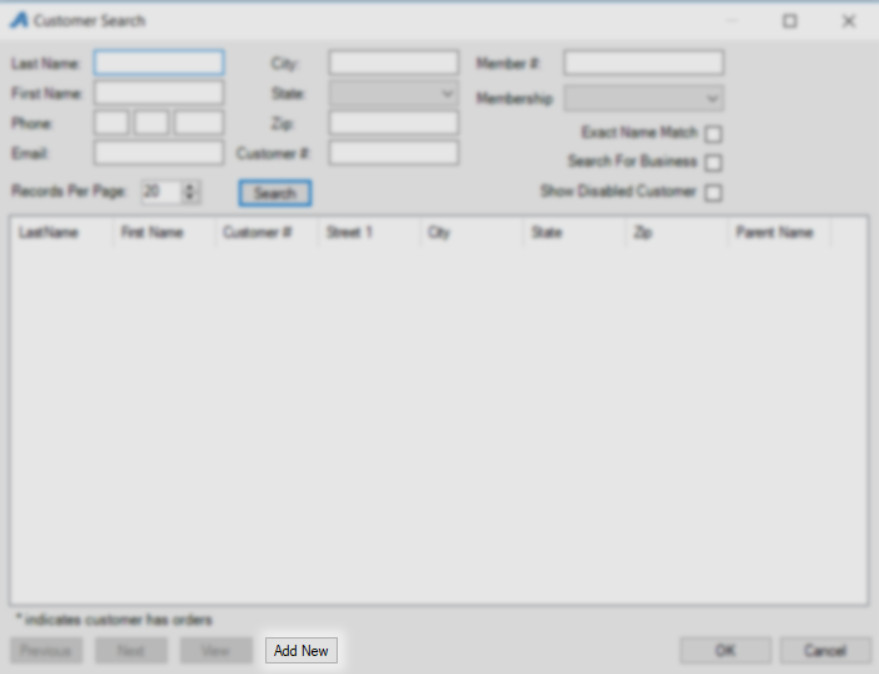 Customer Search
Last Name: City: Member #:
First Name: State: Membership
Phone: Zip: Exact Name Match
Email: Customer #: Search For Business
Records Per Page: 20 Search Show Disabled Customer
LastName First Name Customer # Street 1 City State Zip Parent Name
* indicates customer has orders
Previous Next View Add New OK Cancel